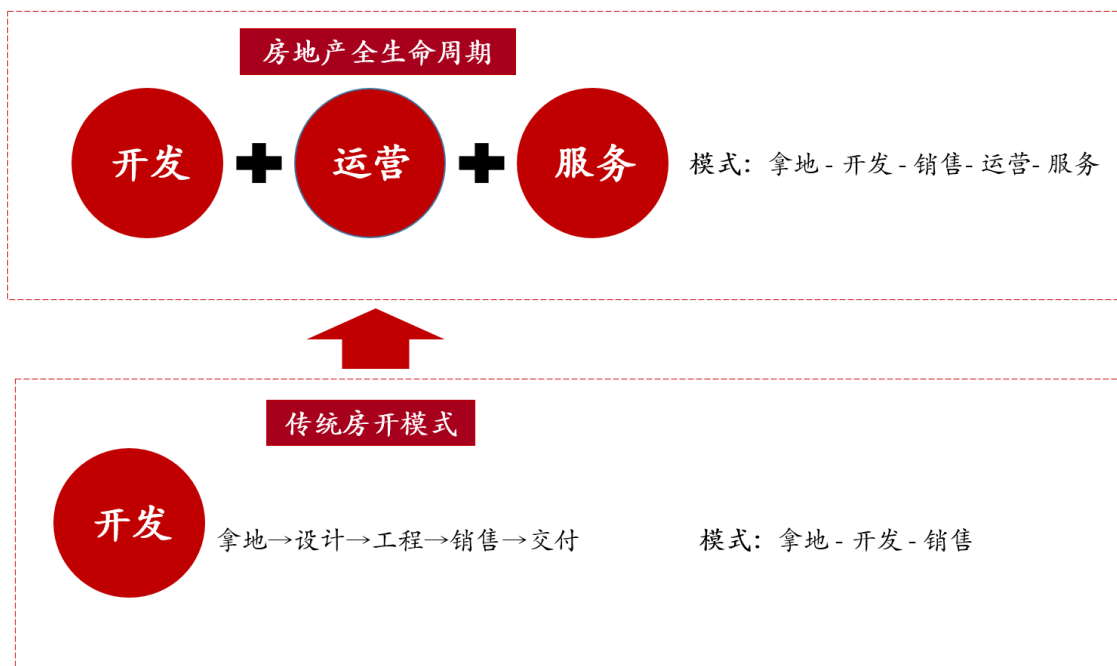 房地产全生命周期
开发
运营
服务
模式：拿地 - 开发 - 销售- 运营- 服务
传统房开模式
开发
拿地→设计→工程→销售→交付
模式：拿地 - 开发 - 销售